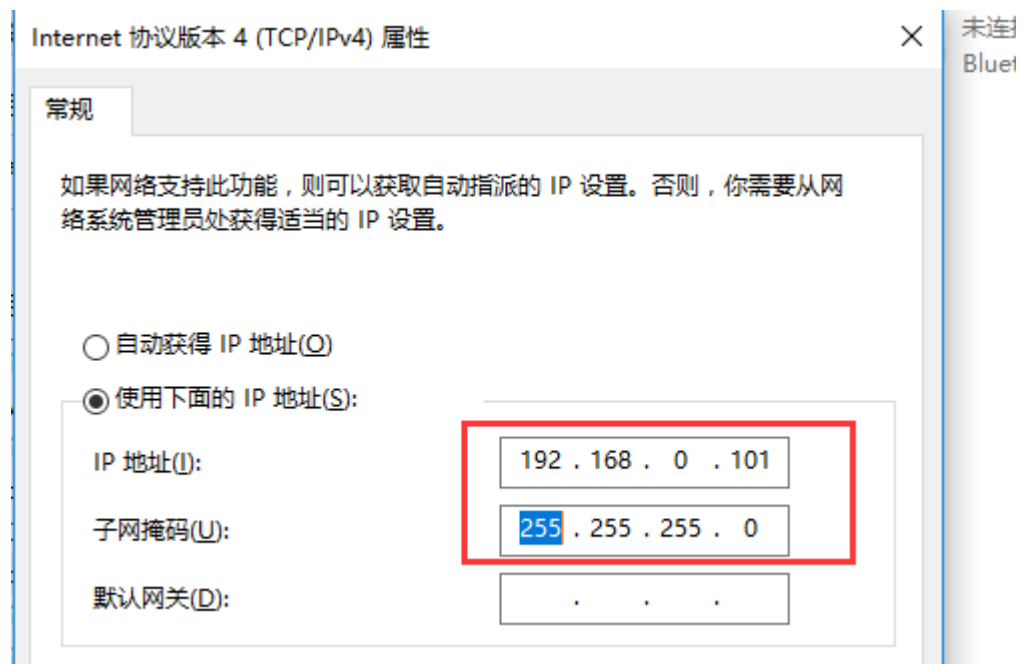 Internet 协议版本 4 (TCP/IPv4) 属性
未连
Bluet
常规
如果网络支持此功能，则可以获取自动指派的 IP 设置。否则，你需要从网
络系统管理员处获得适当的 IP 设置。
自动获得 IP 地址(O)
使用下面的 IP 地址(S):
IP 地址(I): 192 . 168 . 0 . 101
子网掩码(U): 255 . 255 . 255 . 0
默认网关(D): . . .